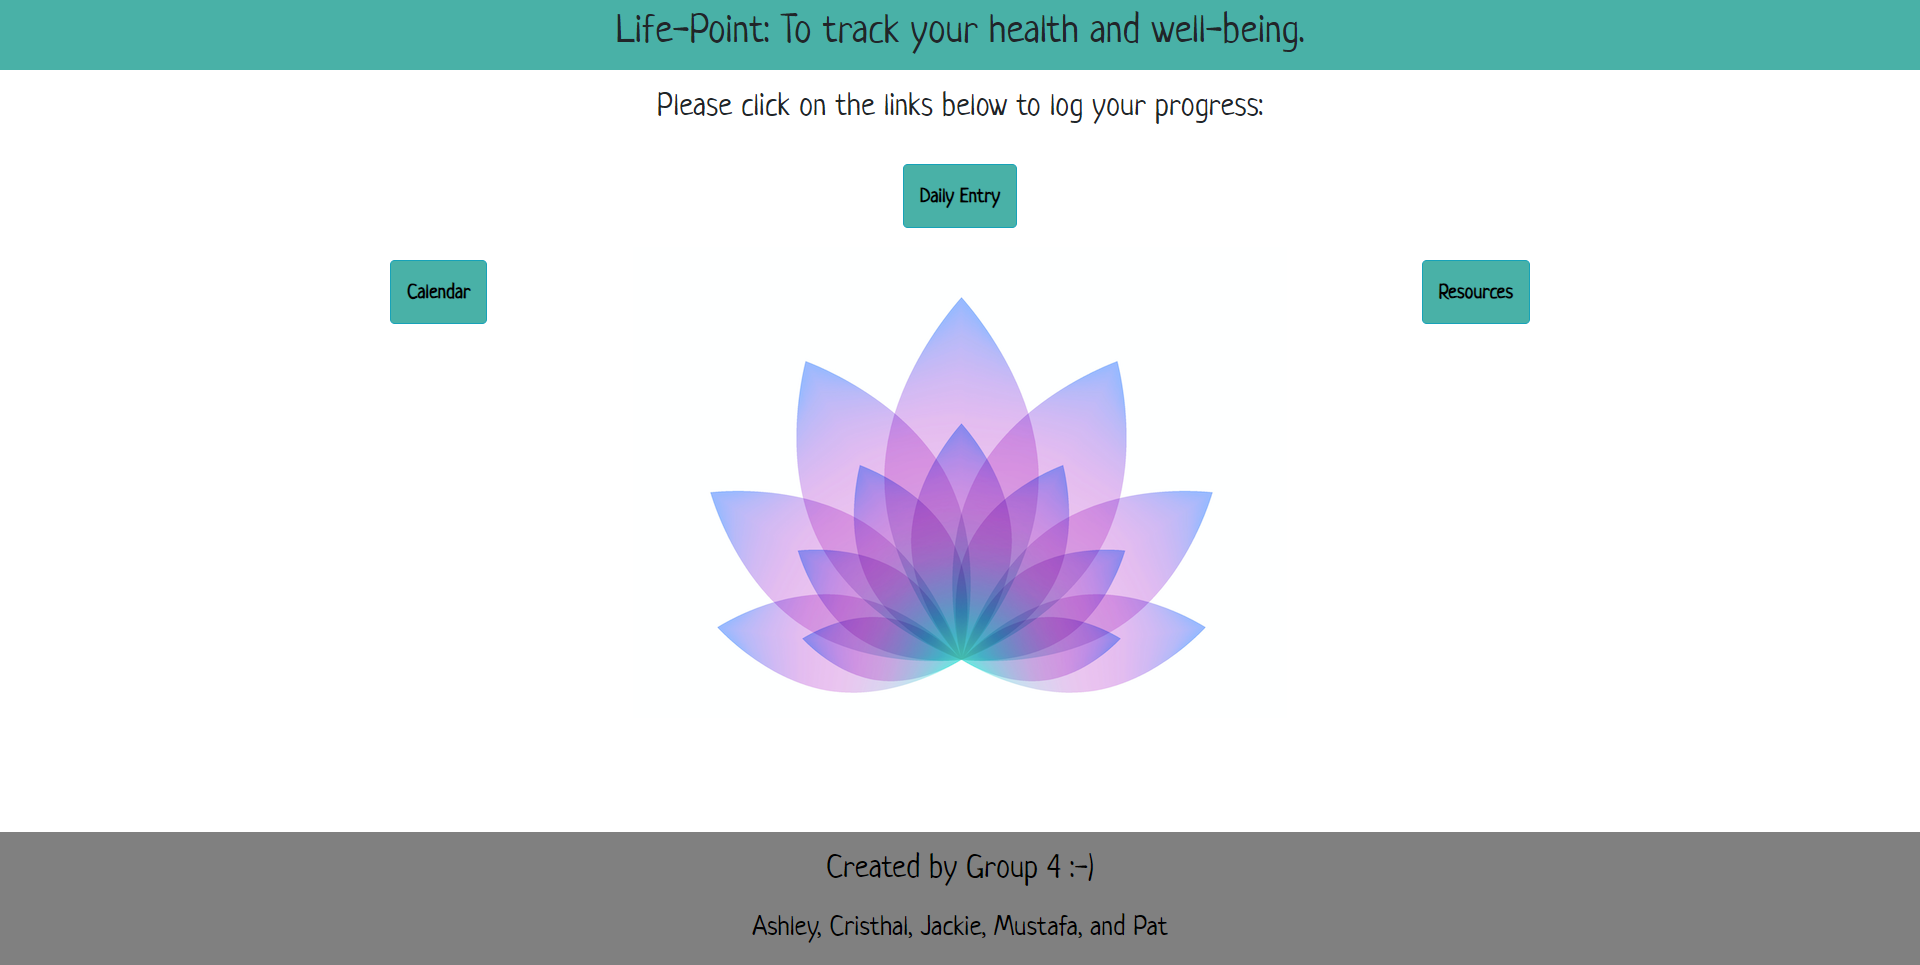 Life-Point: To track your health and well-being.
Please click on the links below to log your progress:
Daily Entry
Calendar
Resources
Created by Group 4 :-)
Ashley, Cristhal, Jackie, Mustafa, and Pat